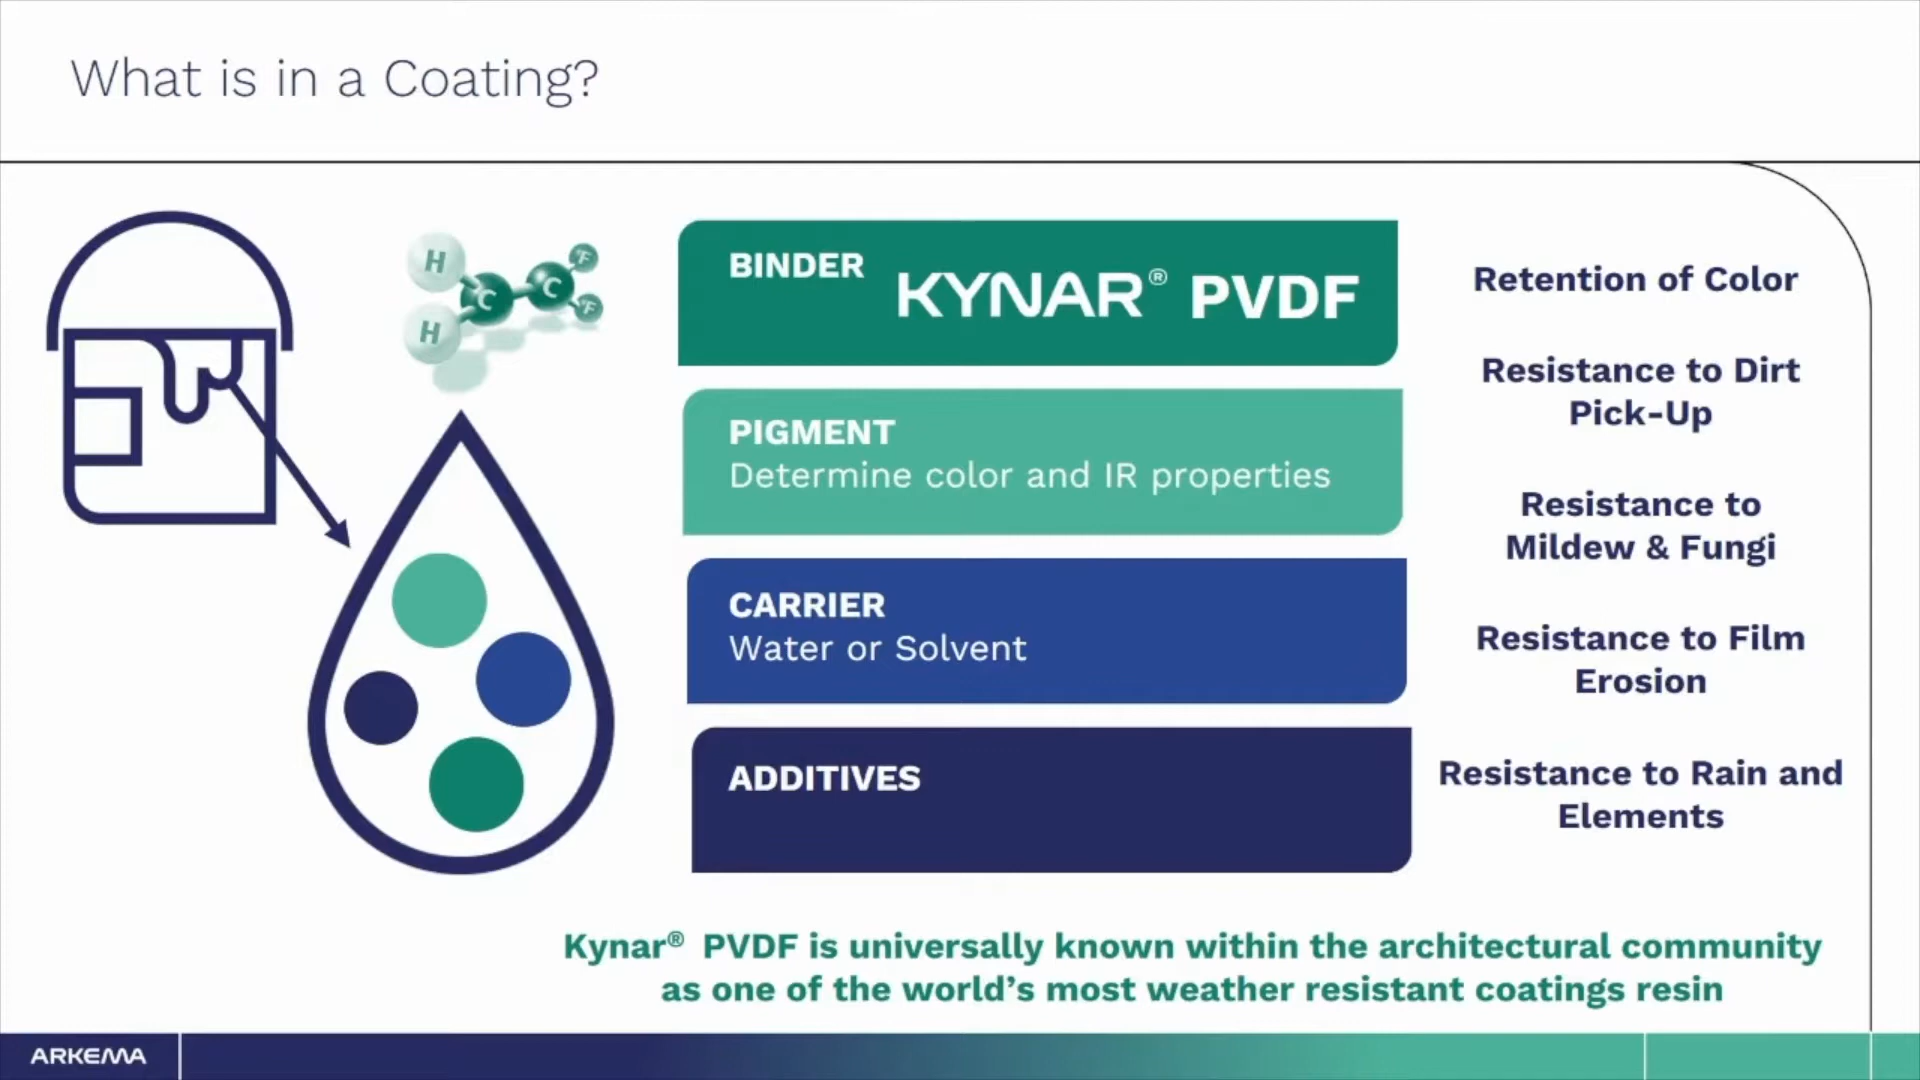 What is in a Coating?
H
C
C
F
F
H
BINDER
KYNAR® PVDF
PIGMENT
Determine color and IR properties
CARRIER
Water or Solvent
ADDITIVES
Retention of Color
Resistance to Dirt
Pick-Up
Resistance to
Mildew & Fungi
Resistance to Film
Erosion
Resistance to Rain and
Elements
Kynar® PVDF is universally known within the architectural community
as one of the world’s most weather resistant coatings resin
ARKEMA